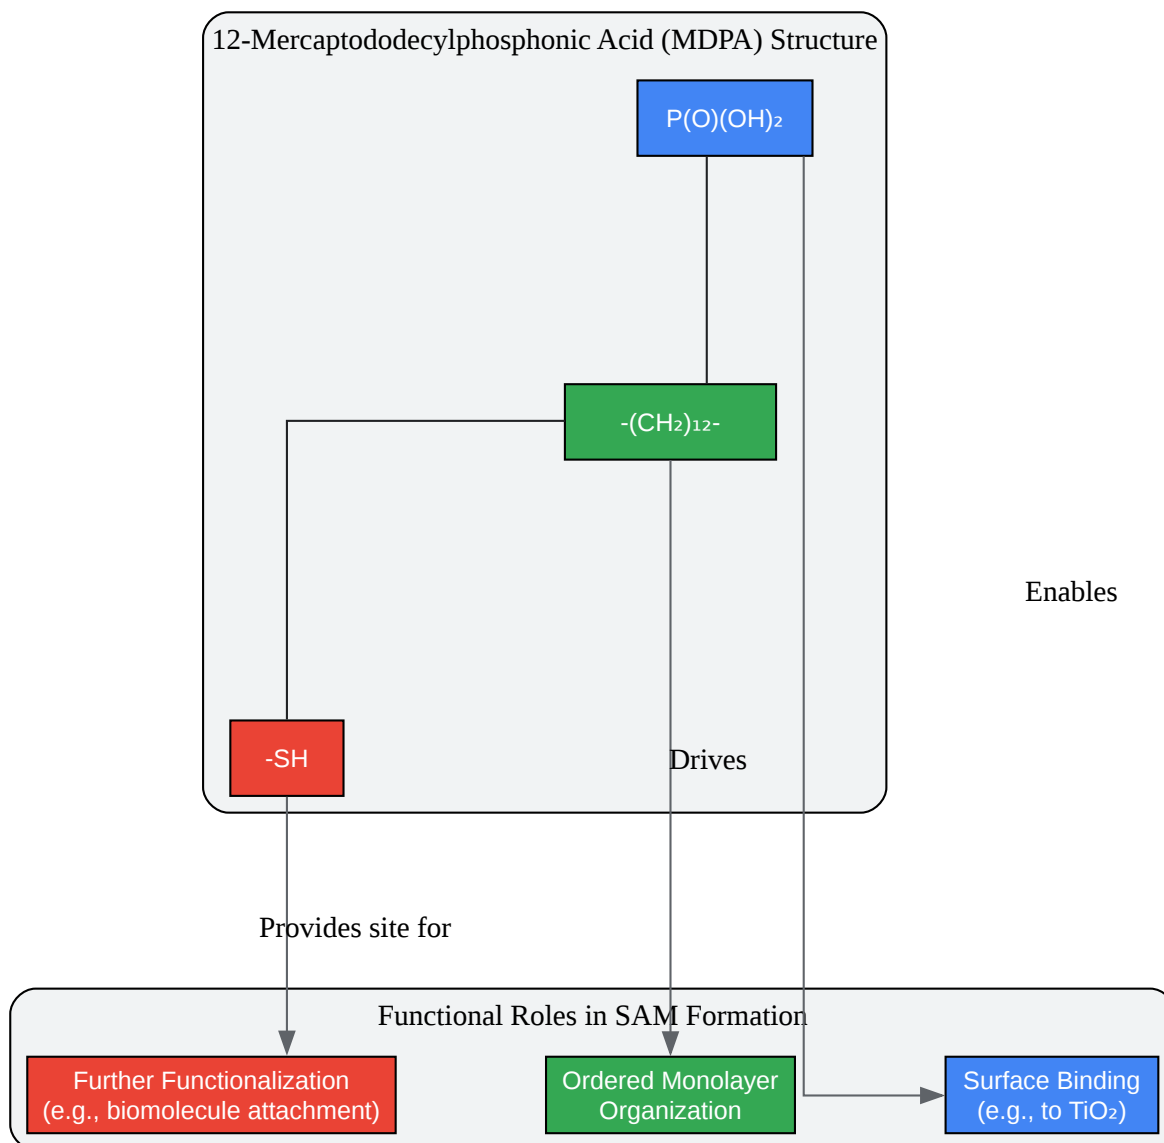 12-Mercaptododecylphosphonic Acid (MDPA) Structure
P(O)(OH)₂
-(CH₂)₁₂-
Enables
-SH
Drives
Provides site for
Functional Roles in SAM Formation
Further Functionalization
(e.g., biomolecule attachment)
Ordered Monolayer
Organization
Surface Binding
(e.g., to TiO₂)